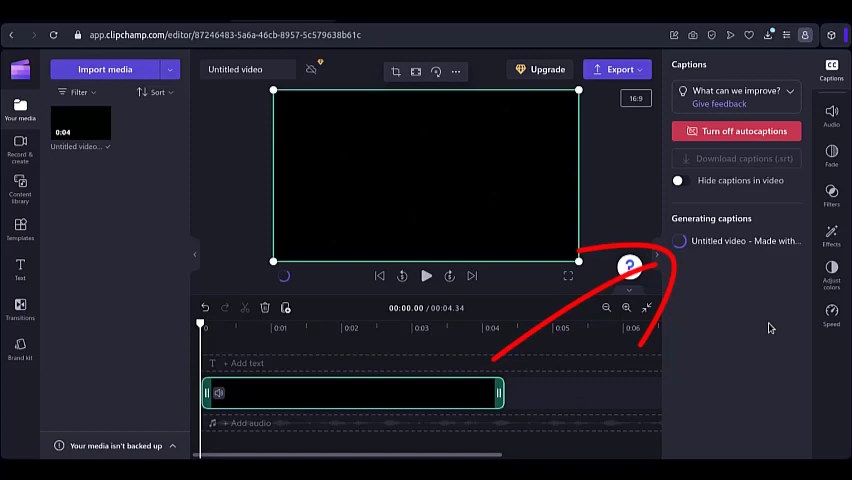 app.clipchamp.com/editor/87246483-5a6a-46cb-8957-5c579638b61c
Import media
Untitled video
Upgrade
Export
Captions
Captions
Filter
Sort
16:9
What can we improve?
Give feedback
Your media
0:04
Untitled video...
Audio
Turn off autocaptions
Record & create
Download captions (.srt)
Fade
Hide captions in video
Content library
Filters
Generating captions
Templates
Untitled video - Made with...
Effects
Text
?
Adjust colors
Transitions
00:00.00 / 00:04.34
Speed
0
0:01
0:02
0:03
0:04
0:05
0:06
Brand kit
T + Add text
+ Add audio
Your media isn't backed up